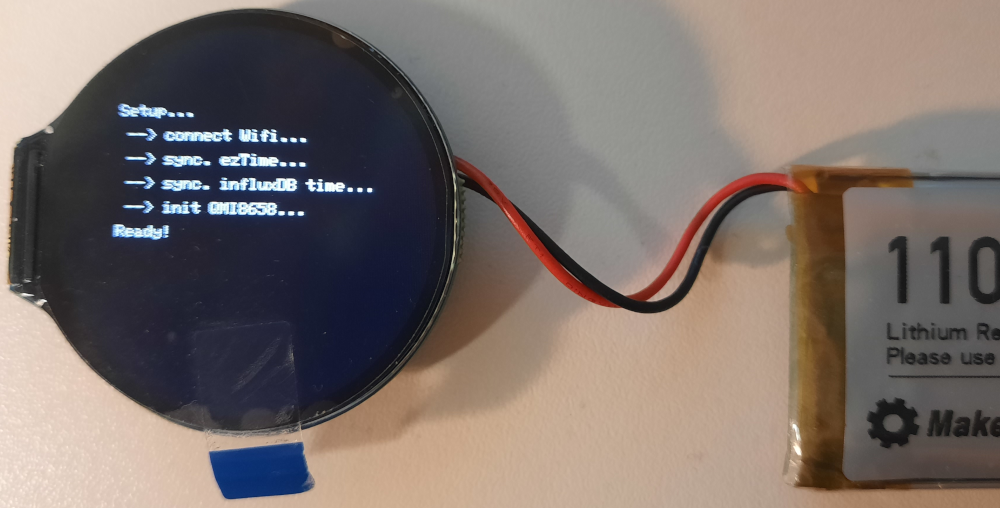 Setup...
--> connect Wifi...
--> sync. ezTime...
--> sync. influxDB time...
--> init QMI8658...
Ready!
110
Lithium Re
Please use
Make